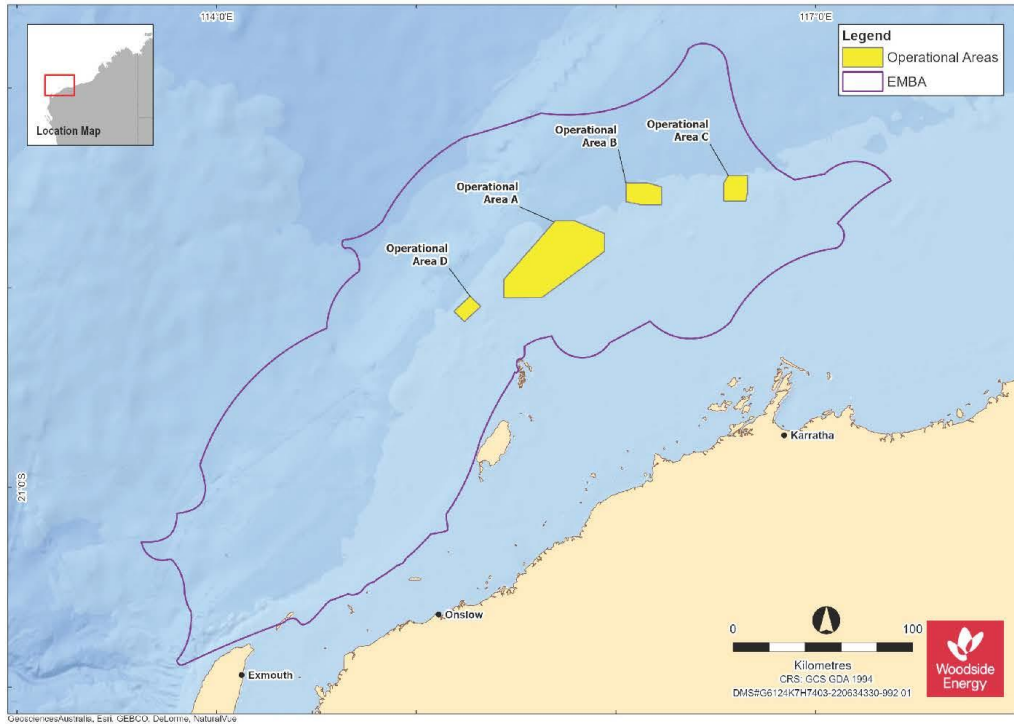 114°0'E
117°0'E
Legend
Operational Areas
EMBA
Location Map
Operational
Area B
Operational
Area C
Operational
Area A
Operational
Area D
Karratha
21°0'S
Onslow
Exmouth
0
100
Kilometres
CRS: GCS GDA 1994
DMS#G6124K7H7403-220634330-992 01
Woodside
Energy
GeosciencesAustralia, Esri, GEBCO, DeLorme, NaturalVue